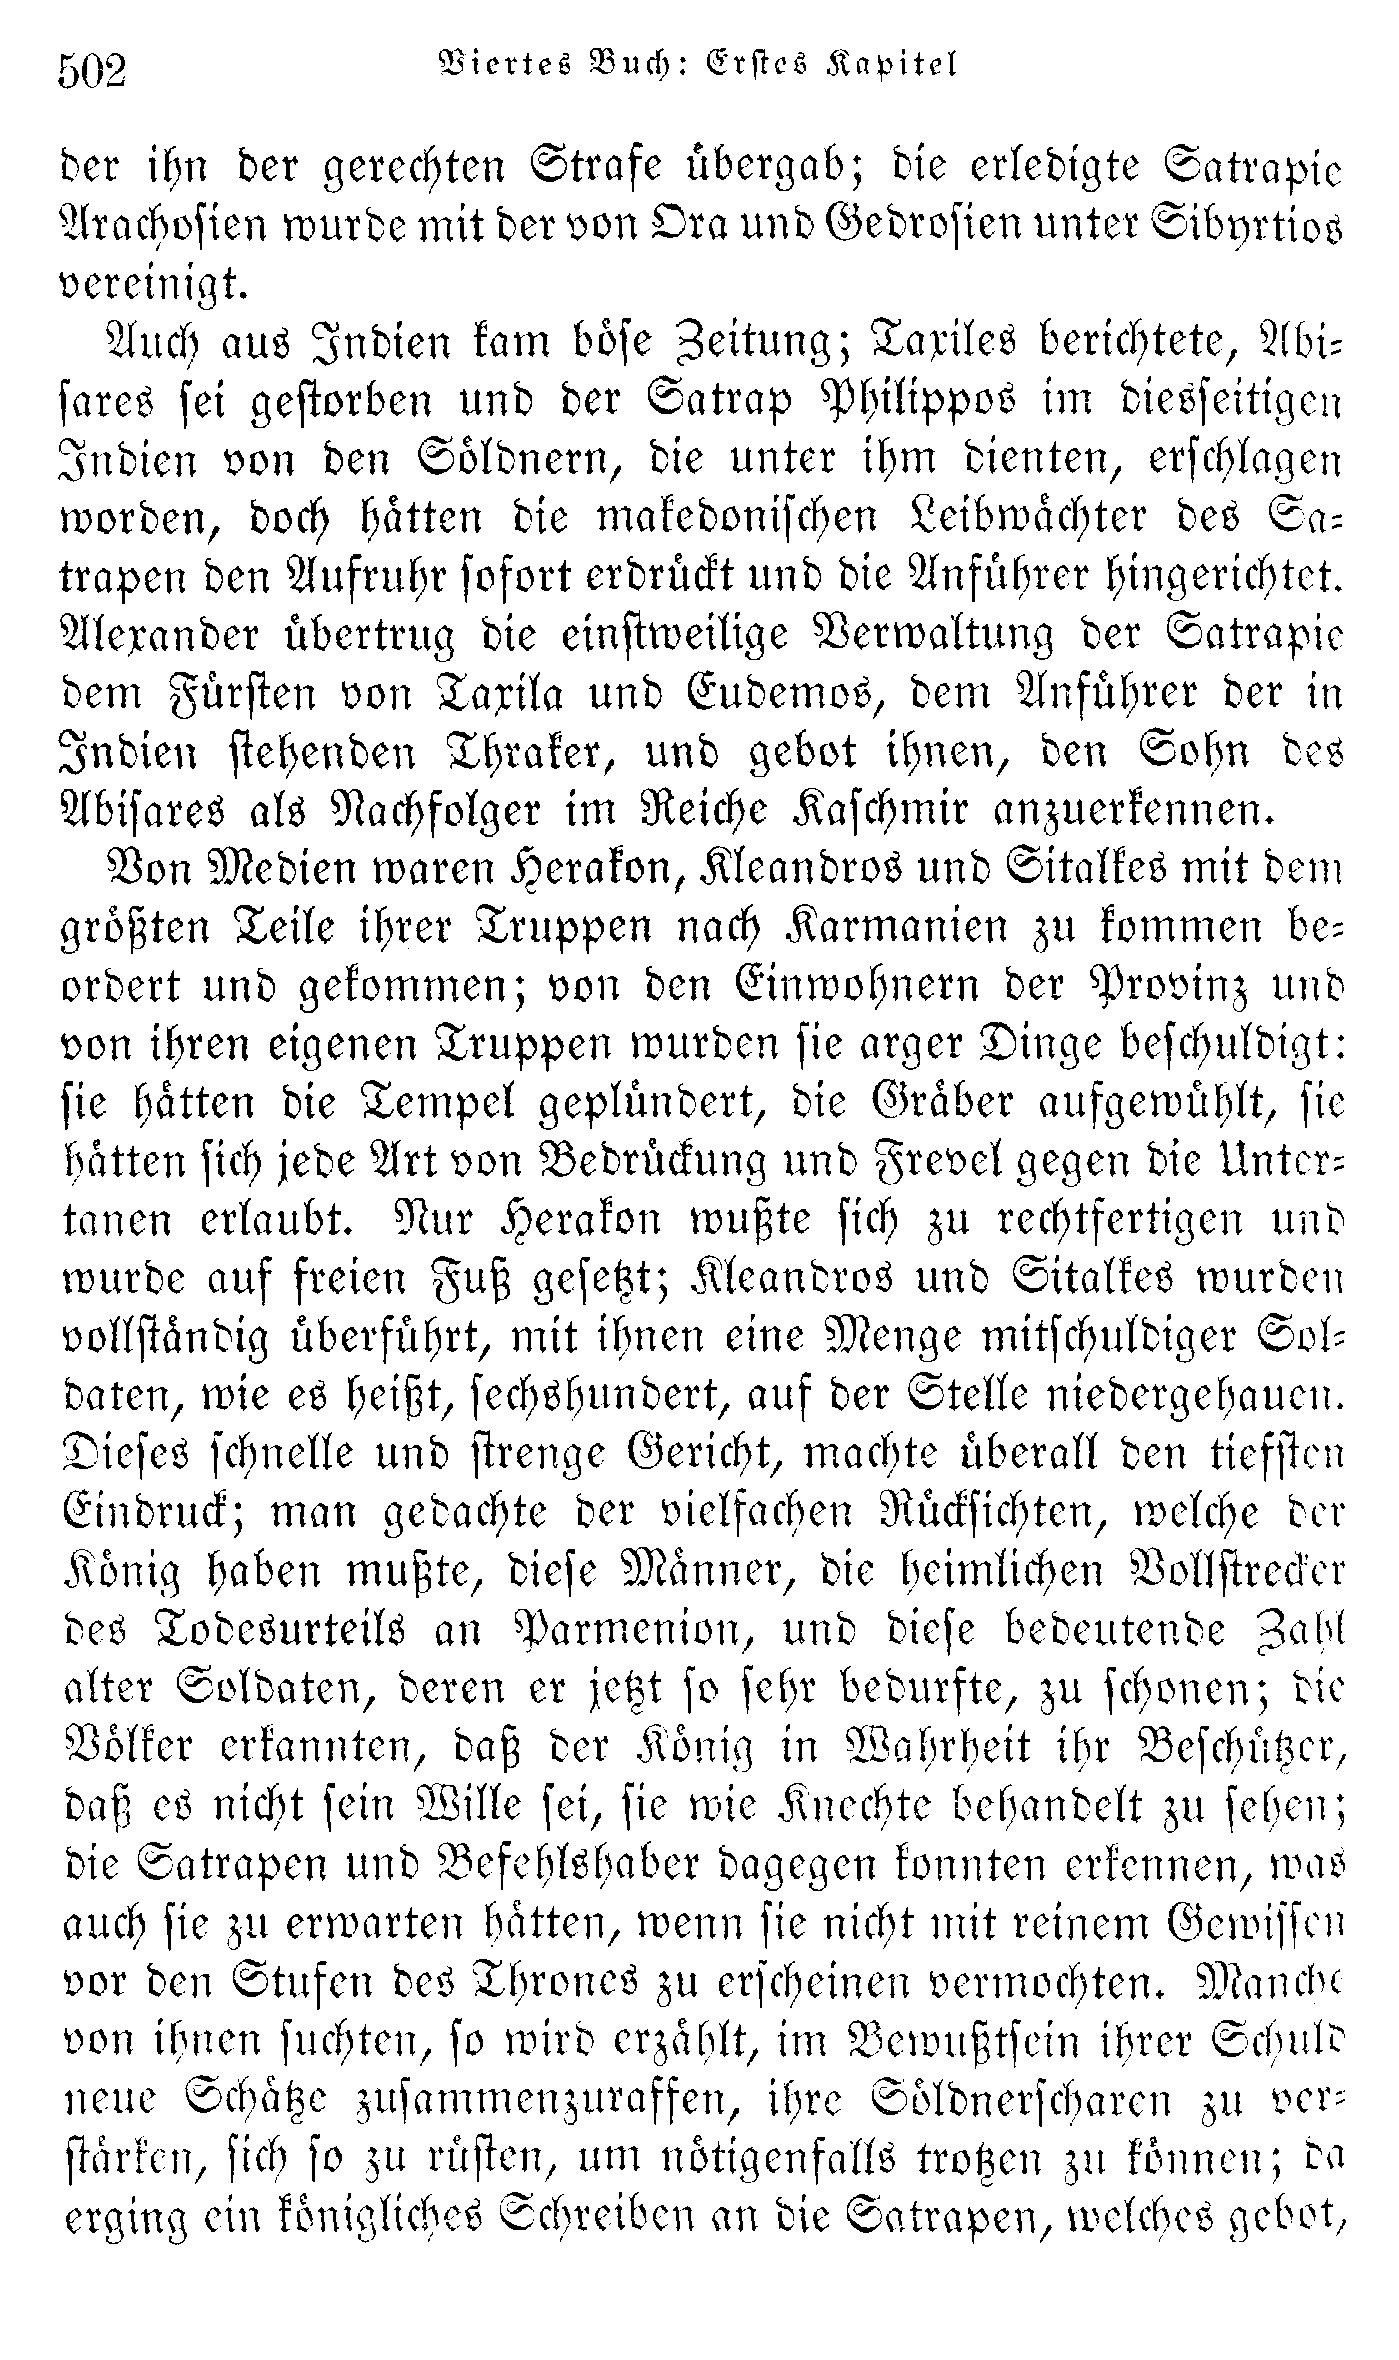 502
Viertes Buch: Erstes Kapitel
der ihn der gerechten Strafe übergab; die erledigte Satrapie
Arachosien wurde mit der von Ora und Gedrosien unter Sibyrtios
vereinigt.
Auch aus Indien kam böse Zeitung; Taxiles berichtete, Abi-
sares sei gestorben und der Satrap Philippos im diesseitigen
Indien von den Söldnern, die unter ihm dienten, erschlagen
worden, doch hätten die makedonischen Leibwächter des Sa-
trapen den Aufruhr sofort erdrückt und die Anführer hingerichtet.
Alexander übertrug die einstweilige Verwaltung der Satrapie
dem Fürsten von Taxila und Eudemos, dem Anführer der in
Indien stehenden Thraker, und gebot ihnen, den Sohn des
Abisares als Nachfolger im Reiche Kaschmir anzuerkennen.
Von Medien waren Herakon, Kleandros und Sitalkes mit dem
größten Teile ihrer Truppen nach Karmanien zu kommen be-
ordert und gekommen; von den Einwohnern der Provinz und
von ihren eigenen Truppen wurden sie arger Dinge beschuldigt:
sie hätten die Tempel geplündert, die Gräber aufgewühlt, sie
hätten sich jede Art von Bedrückung und Frevel gegen die Unter-
tanen erlaubt. Nur Herakon wußte sich zu rechtfertigen und
wurde auf freien Fuß gesetzt; Kleandros und Sitalkes wurden
vollständig überführt, mit ihnen eine Menge mitschuldiger Sol-
daten, wie es heißt, sechshundert, auf der Stelle niedergehauen.
Dieses schnelle und strenge Gericht, machte überall den tiefsten
Eindruck; man gedachte der vielfachen Rücksichten, welche der
König haben mußte, diese Männer, die heimlichen Vollstrecker
des Todesurteils an Parmenion, und diese bedeutende Zahl
alter Soldaten, deren er jetzt so sehr bedurfte, zu schonen; die
Völker erkannten, daß der König in Wahrheit ihr Beschützer,
daß es nicht sein Wille sei, sie wie Knechte behandelt zu sehen;
die Satrapen und Befehlshaber dagegen konnten erkennen, was
auch sie zu erwarten hätten, wenn sie nicht mit reinem Gewissen
vor den Stufen des Thrones zu erscheinen vermochten. Manche
von ihnen suchten, so wird erzählt, im Bewußtsein ihrer Schuld
neue Schätze zusammenzuraffen, ihre Söldnerscharen zu ver-
stärken, sich so zu rüsten, um nötigenfalls trotzen zu können; da
erging ein königliches Schreiben an die Satrapen, welches gebot,